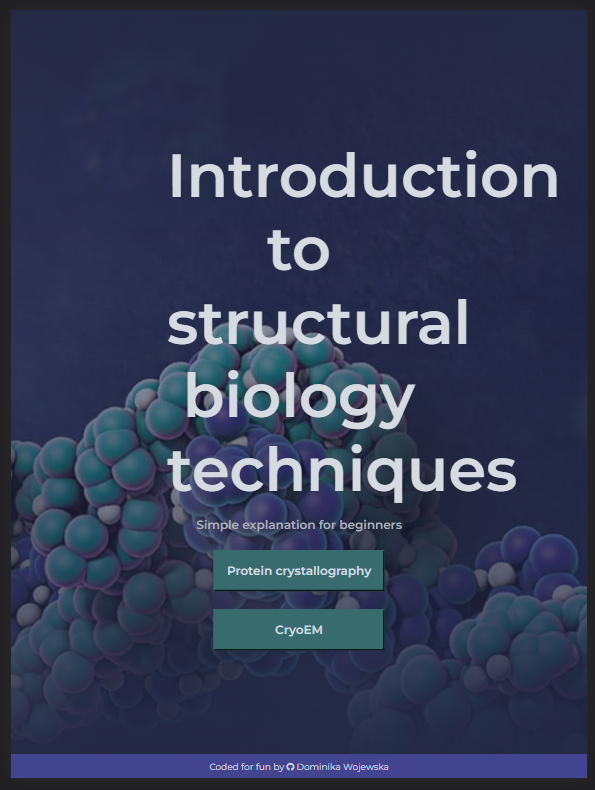 Introduction
to
structural
biology
techniques
Simple explanation for beginners
Protein crystallography
CryoEM
Coded for fun by Dominika Wojewska